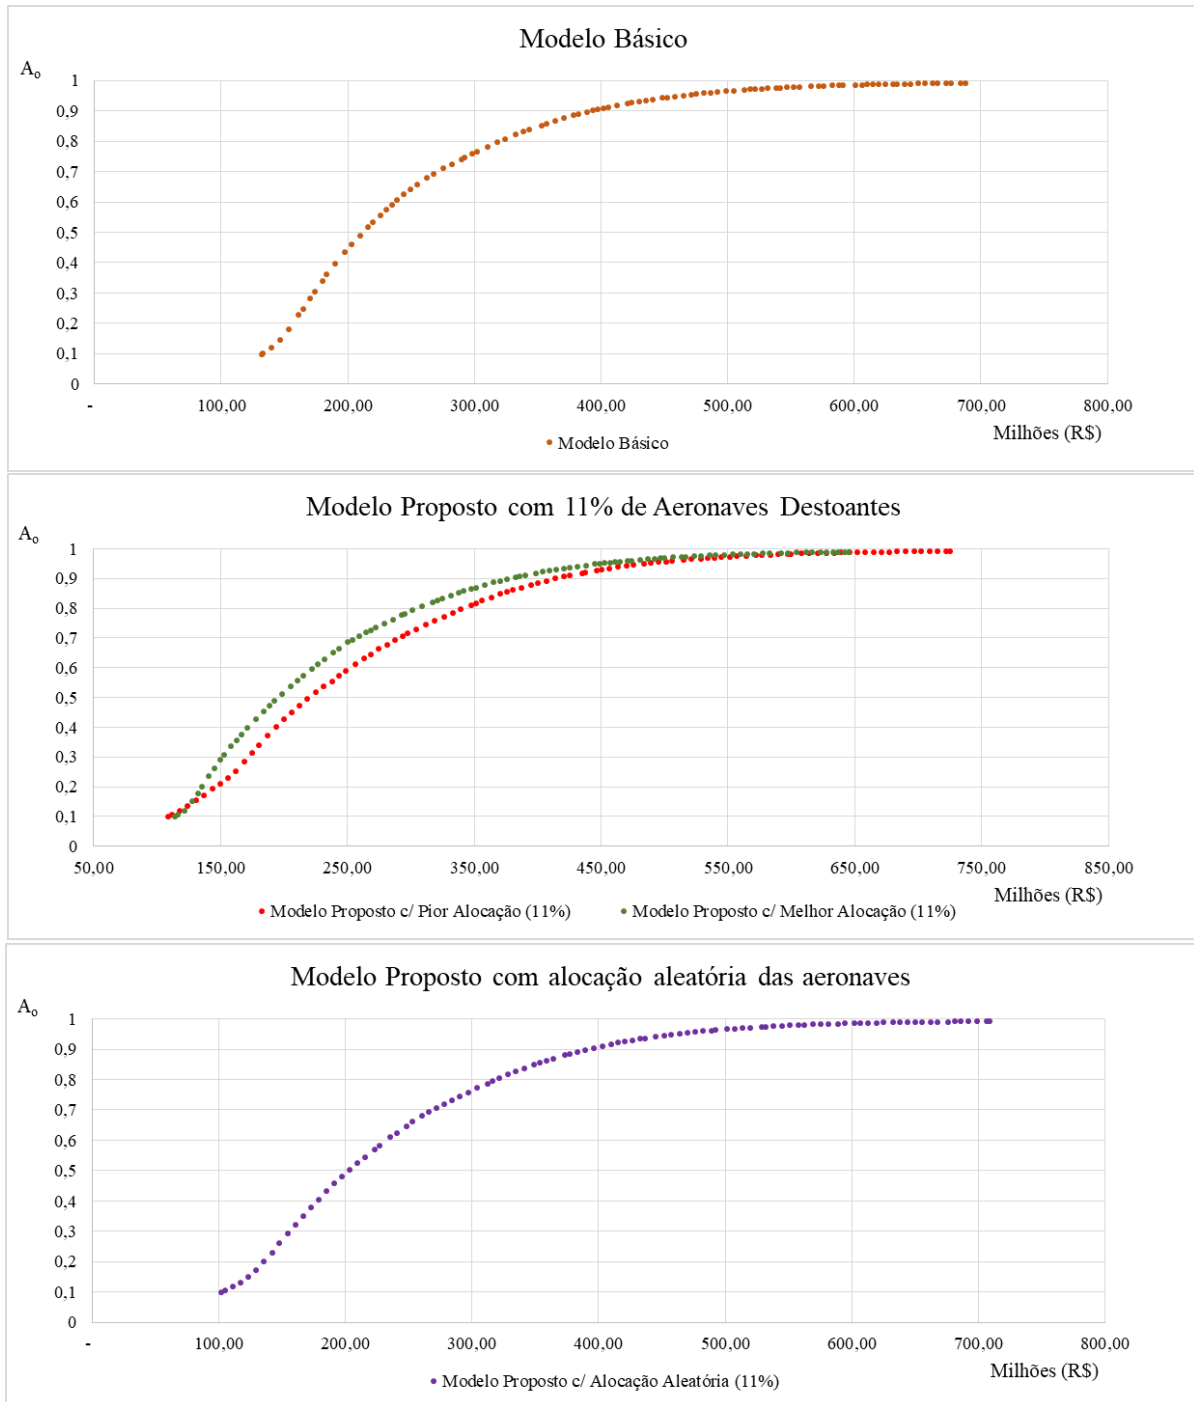 Modelo Básico
Aₒ
1
0,9
0,8
0,7
0,6
0,5
0,4
0,3
0,2
0,1
0
- 100,00 200,00 300,00 400,00 500,00 600,00 700,00 800,00
Milhões (R$)
Modelo Básico
Modelo Proposto com 11% de Aeronaves Destoantes
Aₒ
1
0,9
0,8
0,7
0,6
0,5
0,4
0,3
0,2
0,1
0
50,00 150,00 250,00 350,00 450,00 550,00 650,00 750,00 850,00
Milhões (R$)
Modelo Proposto c/ Pior Alocação (11%) Modelo Proposto c/ Melhor Alocação (11%)
Modelo Proposto com alocação aleatória das aeronaves
Aₒ
1
0,9
0,8
0,7
0,6
0,5
0,4
0,3
0,2
0,1
0
- 100,00 200,00 300,00 400,00 500,00 600,00 700,00 800,00
Milhões (R$)
Modelo Proposto c/ Alocação Aleatória (11%)